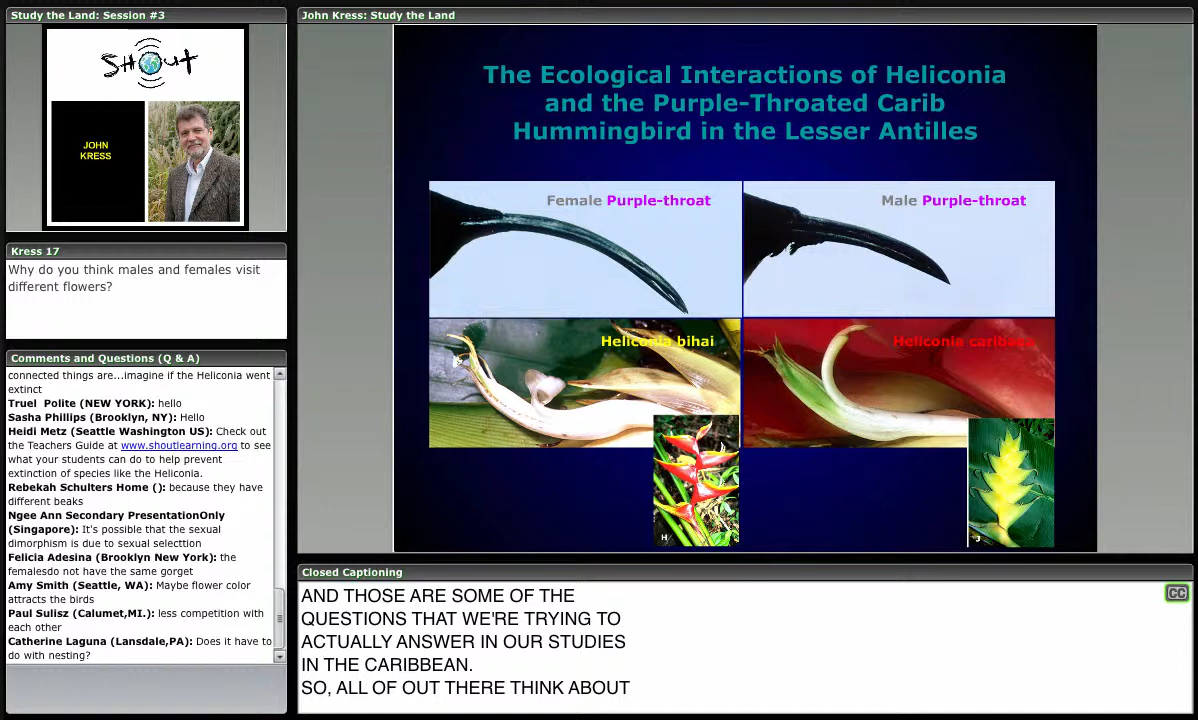 Study the Land: Session #3
SHOUT
JOHN
KRESS
Kress 17
Why do you think males and females visit
different flowers?
Comments and Questions (Q & A)
connected things are...imagine if the Heliconia went
extinct
Truel Polite (NEW YORK): hello
Sasha Phillips (Brooklyn, NY): Hello
Heidi Metz (Seattle Washington US): Check out
the Teachers Guide at www.shoutlearning.org to see
what your students can do to help prevent
extinction of species like the Heliconia.
Rebekah Schulters Home (): because they have
different beaks
Ngee Ann Secondary PresentationOnly
(Singapore): It's possible that the sexual
dimorphism is due to sexual selecttion
Felicia Adesina (Brooklyn New York): the
femalesdo not have the same gorget
Amy Smith (Seattle, WA): Maybe flower color
attracts the birds
Paul Sulisz (Calumet,MI.): less competition with
each other
Catherine Laguna (Lansdale,PA): Does it have to
do with nesting?
John Kress: Study the Land
The Ecological Interactions of Heliconia
and the Purple-Throated Carib
Hummingbird in the Lesser Antilles
Female Purple-throat
Male Purple-throat
Heliconia bihai
Heliconia caribaea
H
J
Closed Captioning
CC
AND THOSE ARE SOME OF THE
QUESTIONS THAT WE'RE TRYING TO
ACTUALLY ANSWER IN OUR STUDIES
IN THE CARIBBEAN.
SO, ALL OF OUT THERE THINK ABOUT